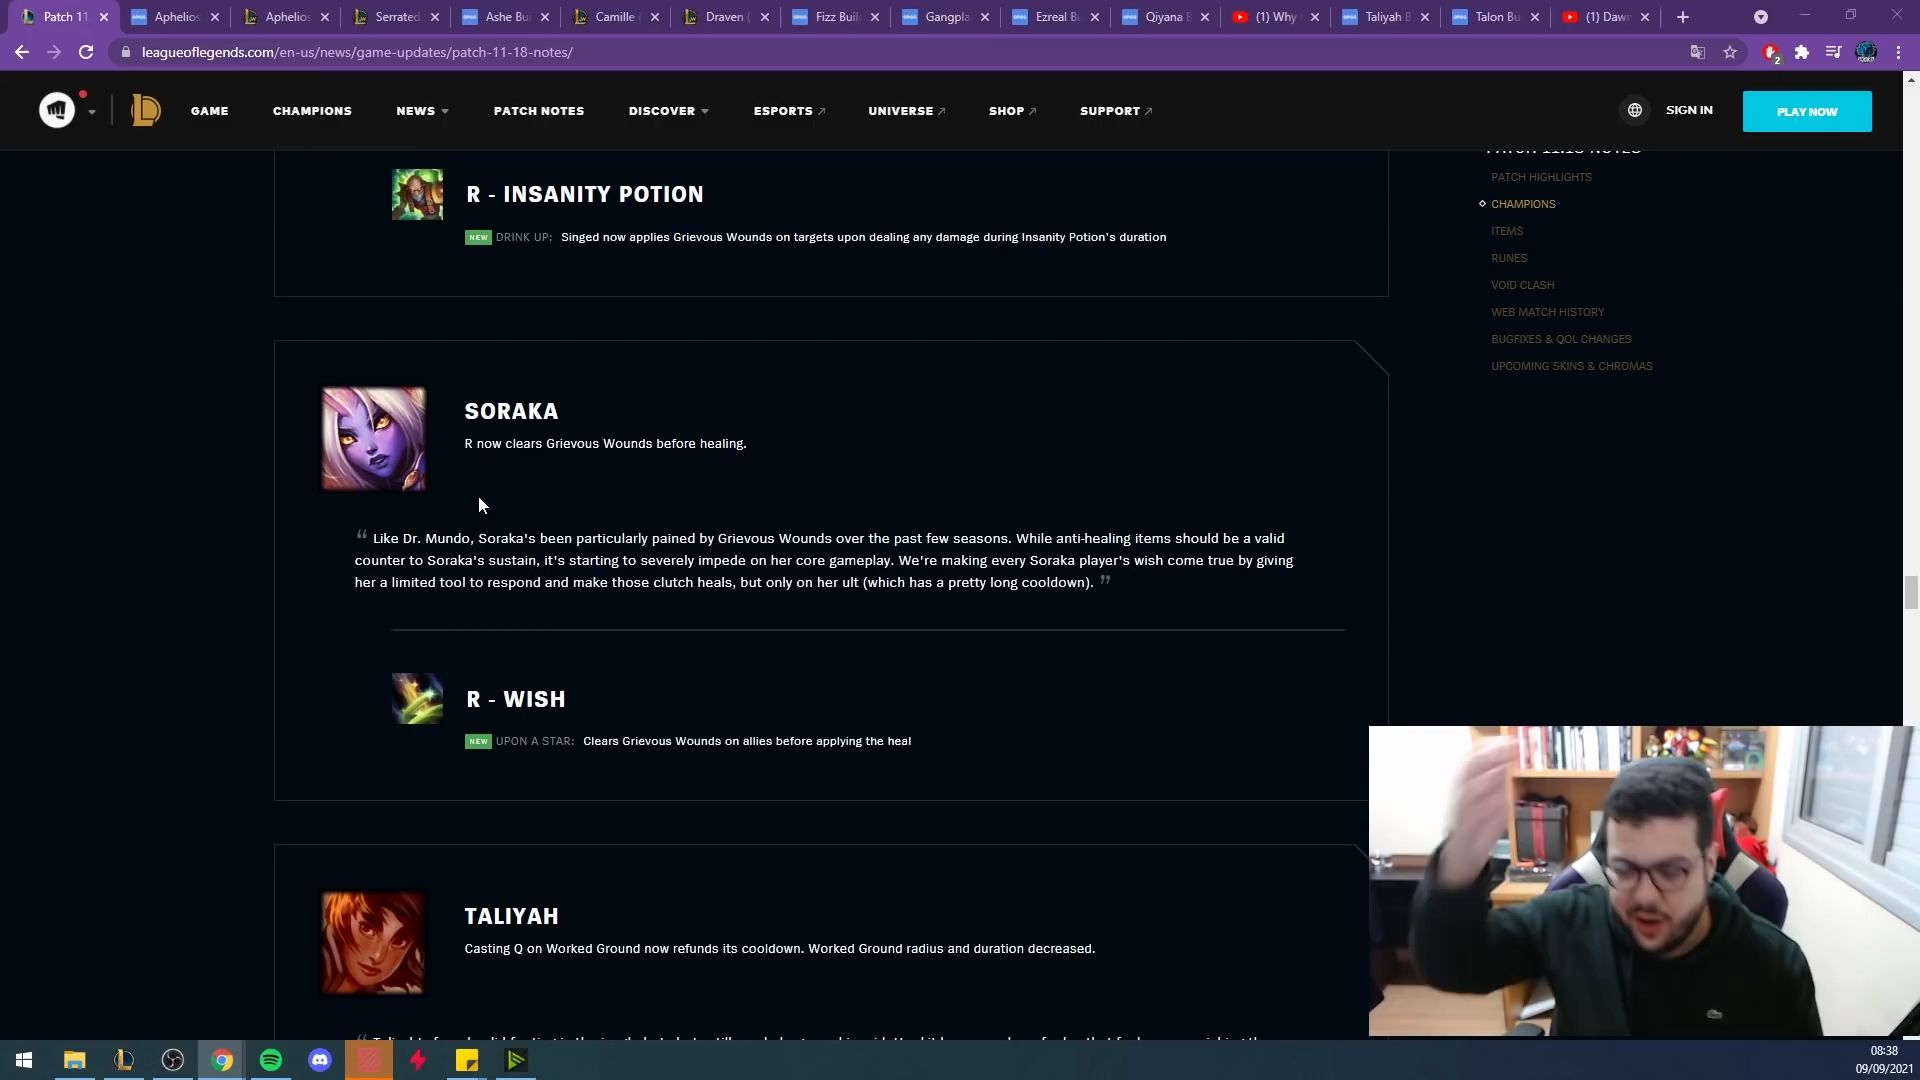 Patch 11.
Aphelios
Aphelios
Serrated
Ashe Bui
Camille
Draven
Fizz Buil
Gangpla
Ezreal Bu
Qiyana B
(1) Why
Taliyah B
Talon Bu
(1) Dawn
leagueoflegends.com/en-us/news/game-updates/patch-11-18-notes/
2
GAME
CHAMPIONS
NEWS
PATCH NOTES
DISCOVER
ESPORTS
UNIVERSE
SHOP
SUPPORT
SIGN IN
PLAY NOW
R - INSANITY POTION
NEW DRINK UP: Singed now applies Grievous Wounds on targets upon dealing any damage during Insanity Potion's duration
PATCH 11.18 NOTES
PATCH HIGHLIGHTS
CHAMPIONS
ITEMS
RUNES
VOID CLASH
WEB MATCH HISTORY
BUGFIXES & QOL CHANGES
UPCOMING SKINS & CHROMAS
SORAKA
R now clears Grievous Wounds before healing.
“ Like Dr. Mundo, Soraka's been particularly pained by Grievous Wounds over the past few seasons. While anti-healing items should be a valid
counter to Soraka's sustain, it's starting to severely impede on her core gameplay. We're making every Soraka player's wish come true by giving
her a limited tool to respond and make those clutch heals, but only on her ult (which has a pretty long cooldown). ”
R - WISH
NEW UPON A STAR: Clears Grievous Wounds on allies before applying the heal
TALIYAH
Casting Q on Worked Ground now refunds its cooldown. Worked Ground radius and duration decreased.
08:38
09/09/2021